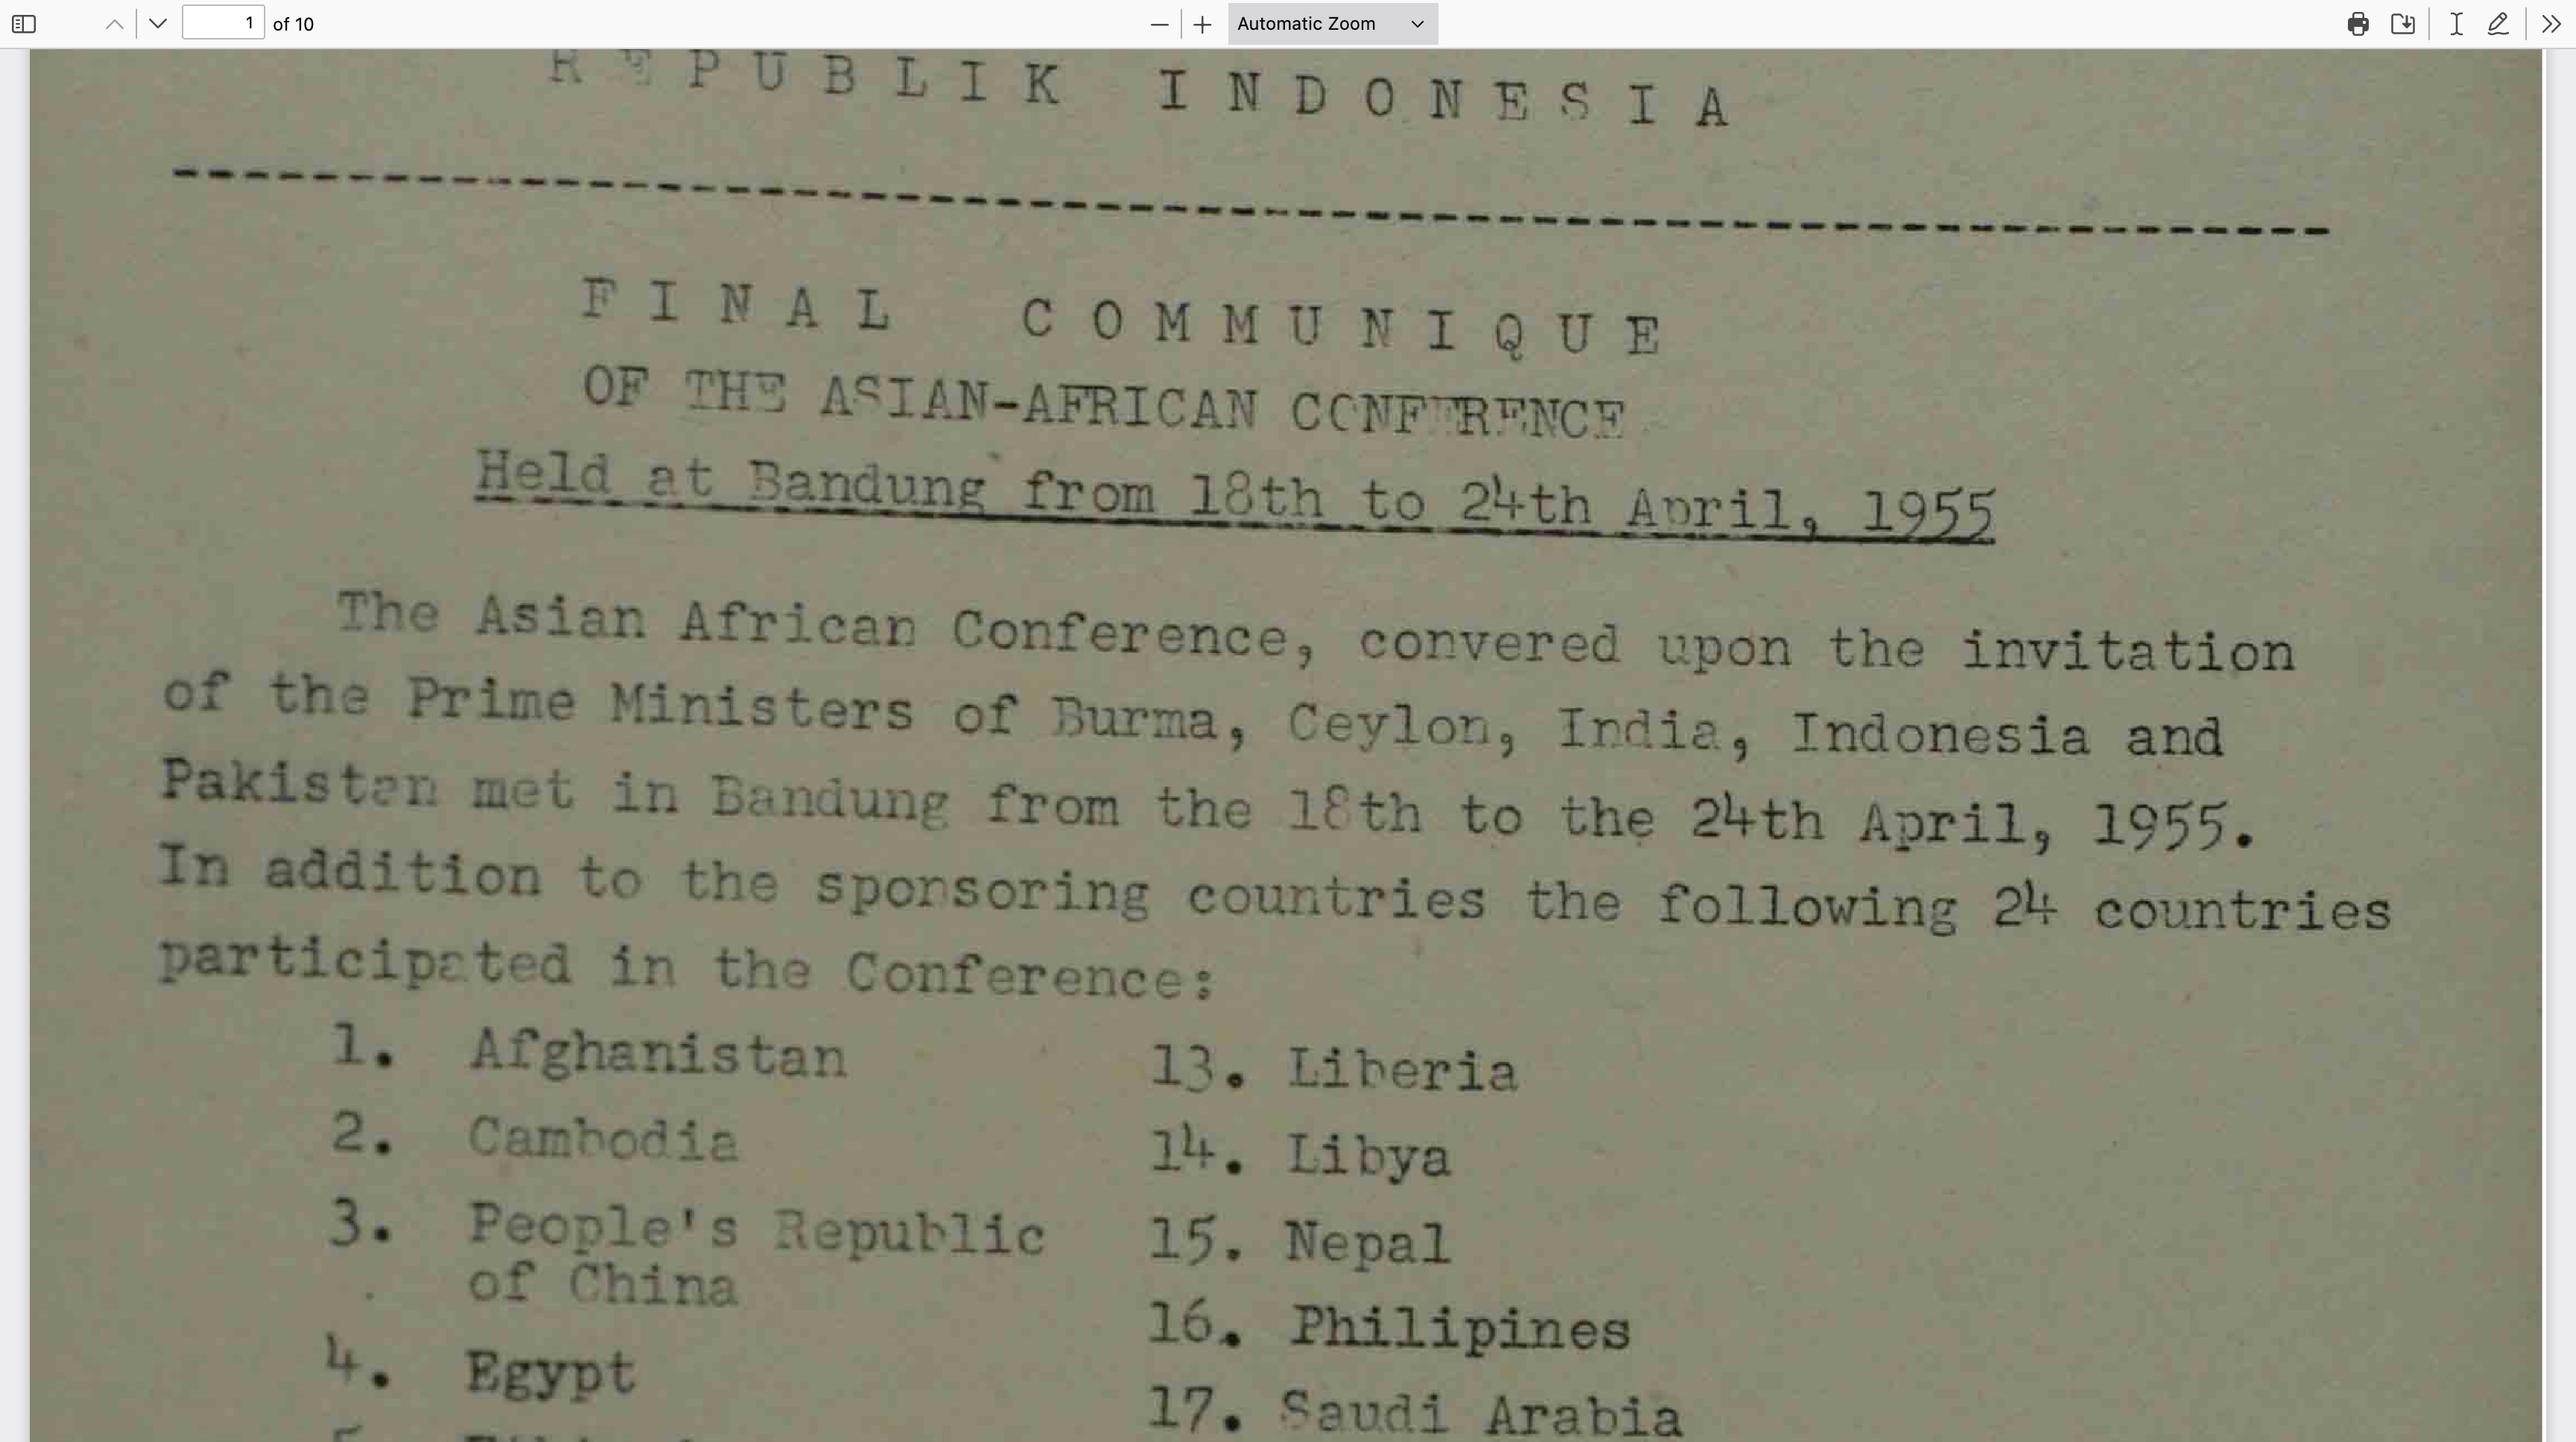 1 of 10 Automatic Zoom
REPUBLIK INDONESIA
FINAL COMMUNIQUE
OF THE ASIAN-AFRICAN CONFERENCE
Held at Bandung from 18th to 24th April, 1955
The Asian African Conference, convered upon the invitation
of the Prime Ministers of Burma, Ceylon, India, Indonesia and
Pakistan met in Bandung from the 18th to the 24th April, 1955.
In addition to the sponsoring countries the following 24 countries
participated in the Conference:
1. Afghanistan
2. Cambodia
3. People's Republic
of China
4. Egypt
13. Liberia
14. Libya
15. Nepal
16. Philipines
17. Saudi Arabia